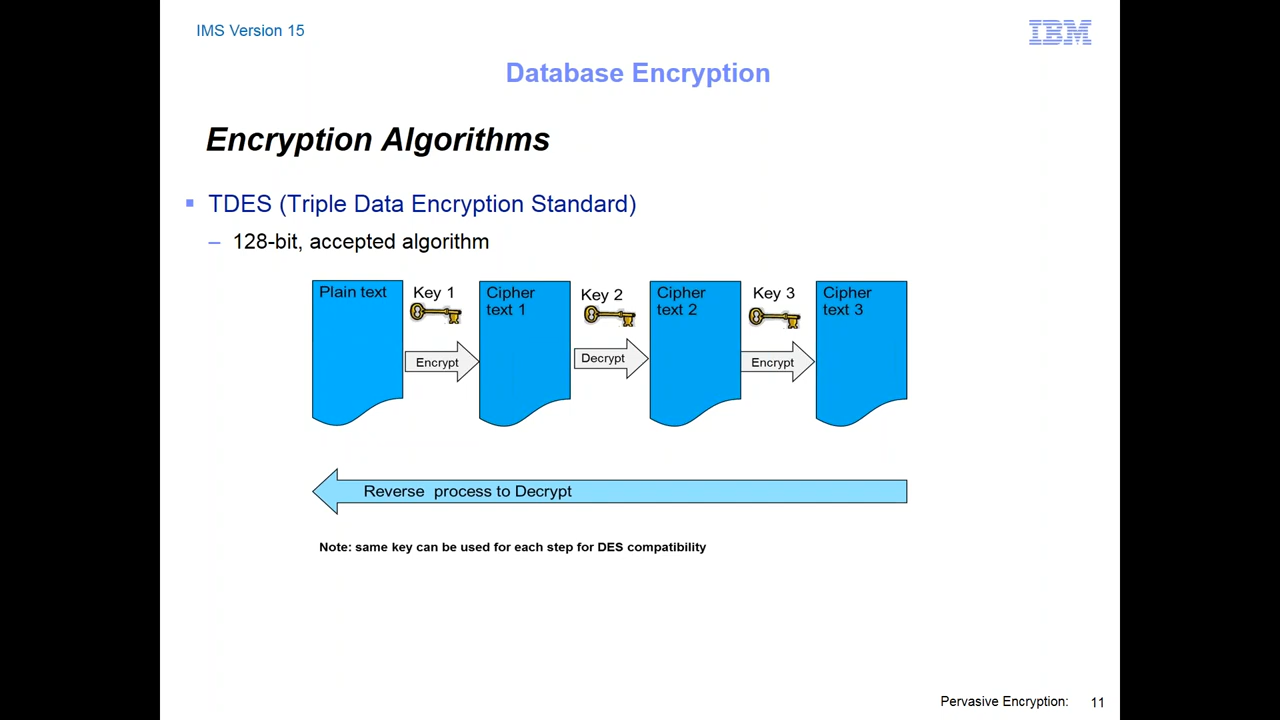 IMS Version 15
IBM
Database Encryption
Encryption Algorithms
▪ TDES (Triple Data Encryption Standard)
– 128-bit, accepted algorithm
Plain text
Key 1
Encrypt
Cipher
text 1
Key 2
Decrypt
Cipher
text 2
Key 3
Encrypt
Cipher
text 3
Reverse process to Decrypt
Note: same key can be used for each step for DES compatibility
Pervasive Encryption: 11